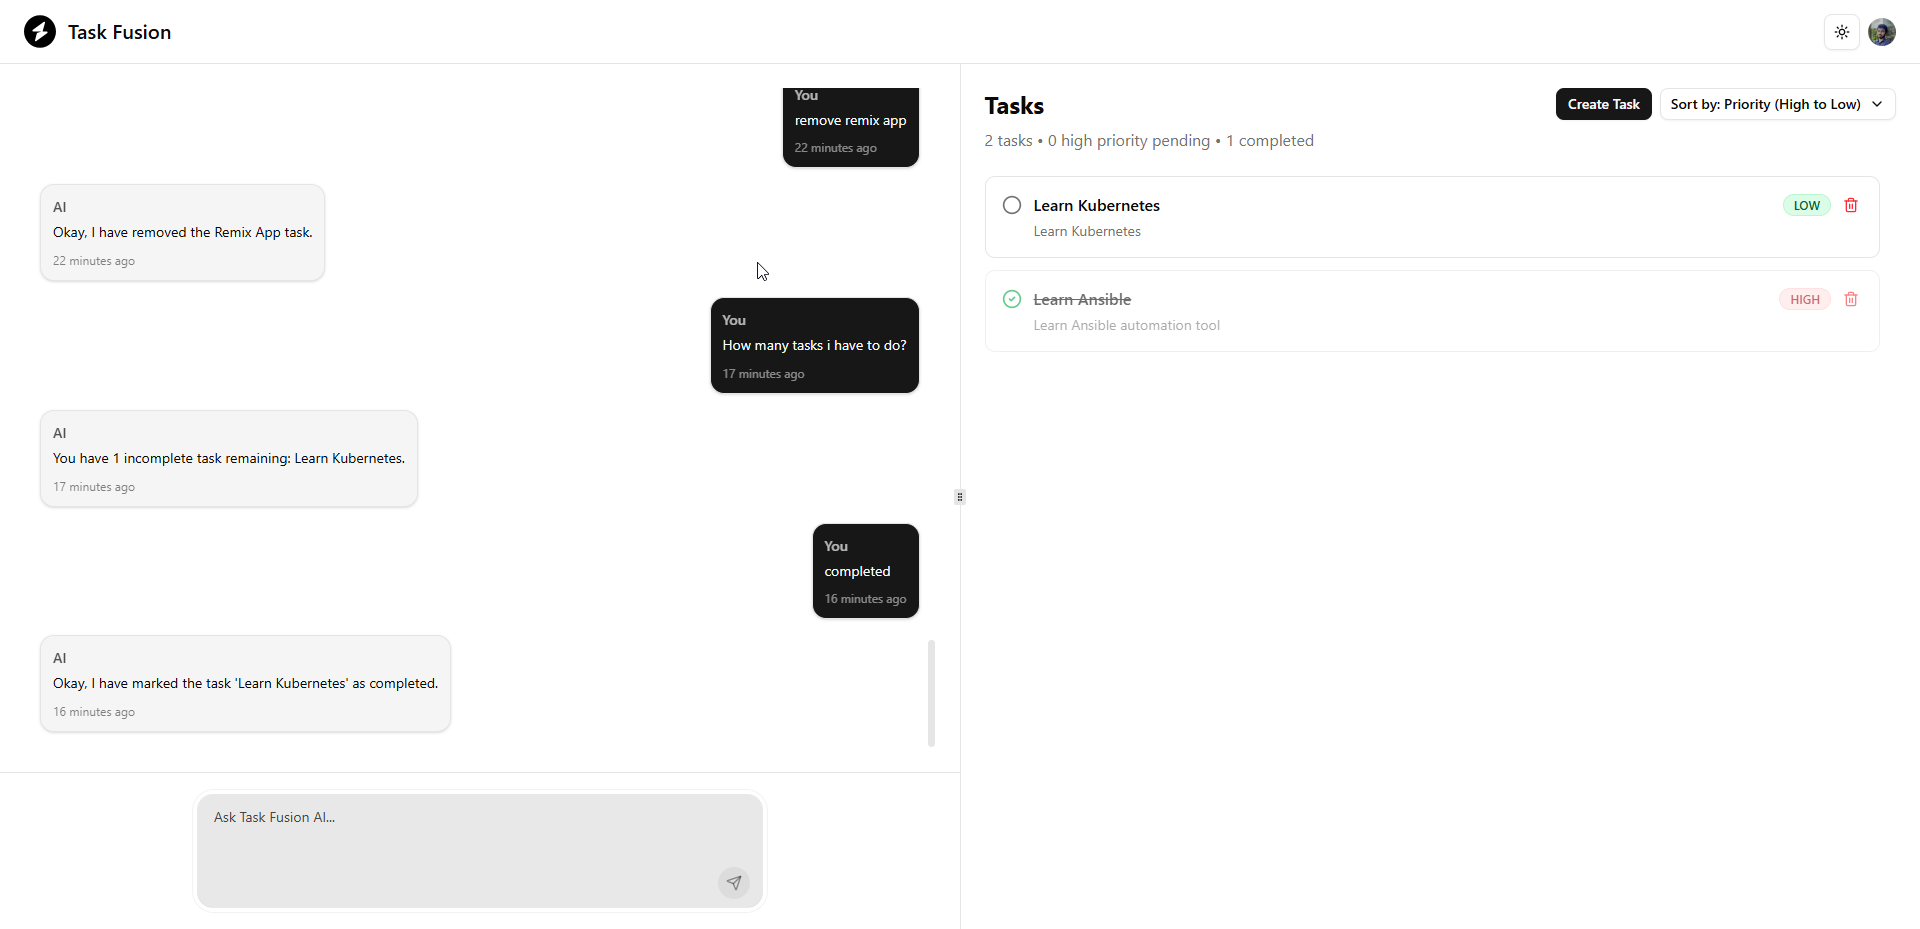 Task Fusion
You
remove remix app
22 minutes ago
AI
Okay, I have removed the Remix App task.
22 minutes ago
You
How many tasks i have to do?
17 minutes ago
AI
You have 1 incomplete task remaining: Learn Kubernetes.
17 minutes ago
You
completed
16 minutes ago
AI
Okay, I have marked the task 'Learn Kubernetes' as completed.
16 minutes ago
Ask Task Fusion AI...
Tasks
Create Task
Sort by: Priority (High to Low)
2 tasks • 0 high priority pending • 1 completed
Learn Kubernetes
LOW
Learn Kubernetes
Learn Ansible
HIGH
Learn Ansible automation tool